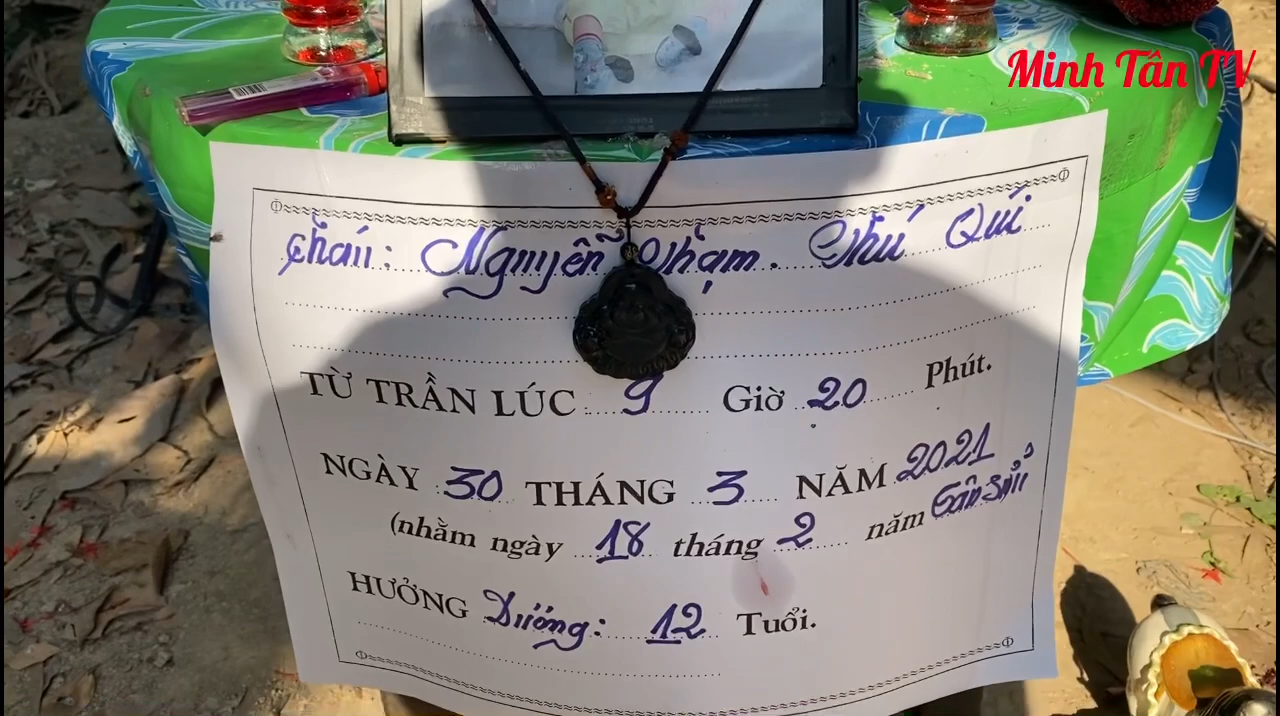 Minh Tân TV
Cháu: Nguyễn Phạm. Phú Quí
TỪ TRẦN LÚC 9 Giờ 20 Phút.
NGÀY 30 THÁNG 3 NĂM 2021
(nhằm ngày 18 tháng 2 năm Tân Sửu
HƯỞNG Dương: 12 Tuổi.